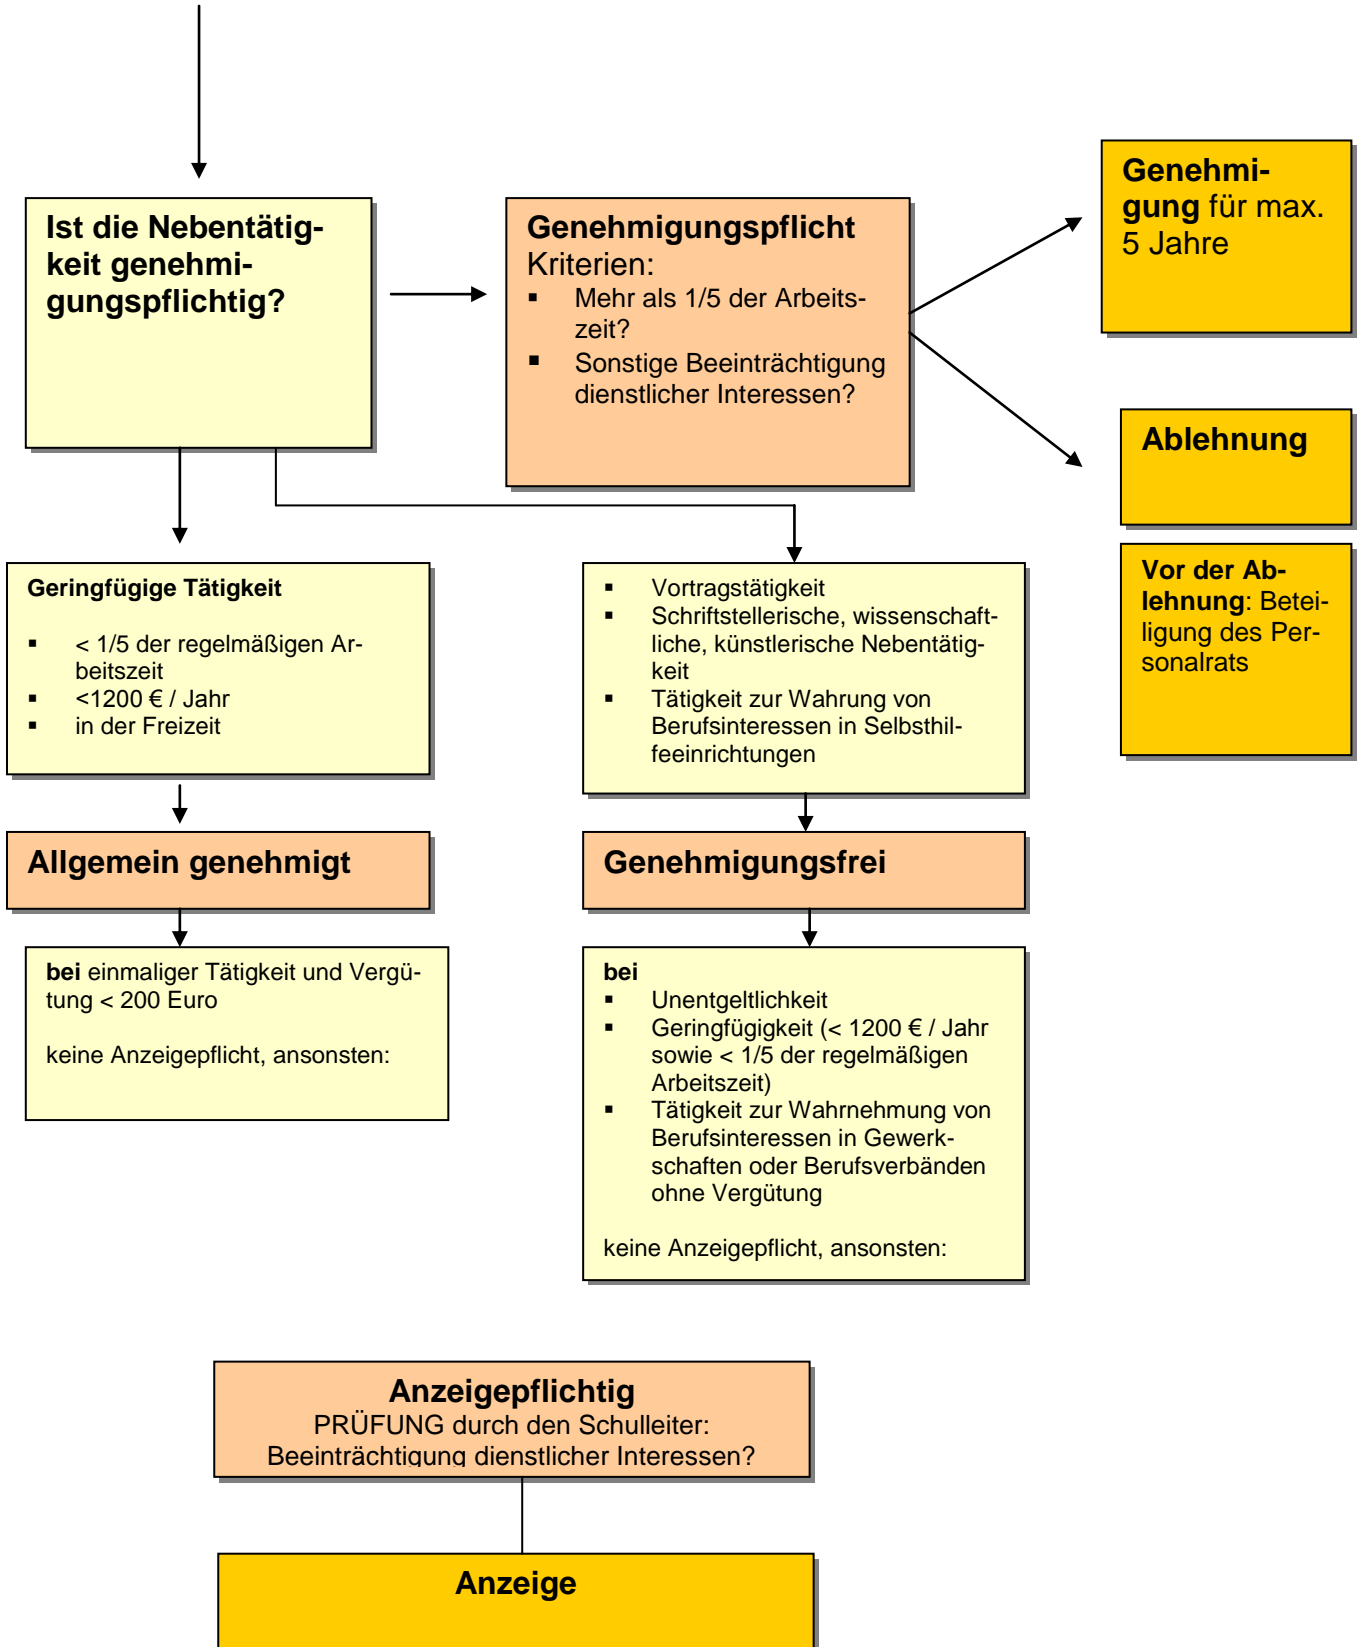 Ist die Nebentätig-
keit genehmi-
gungspflichtig?
Genehmigungspflicht
Kriterien:
▪ Mehr als 1/5 der Arbeits-
zeit?
▪ Sonstige Beeinträchtigung
dienstlicher Interessen?
Genehmi-
gung für max.
5 Jahre
Ablehnung
Vor der Ab-
lehnung: Betei-
ligung des Per-
sonalrats
Geringfügige Tätigkeit
▪ < 1/5 der regelmäßigen Ar-
beitszeit
▪ <1200 € / Jahr
▪ in der Freizeit
▪ Vortragstätigkeit
▪ Schriftstellerische, wissenschaft-
liche, künstlerische Nebentätig-
keit
▪ Tätigkeit zur Wahrung von
Berufsinteressen in Selbsthil-
feeinrichtungen
Allgemein genehmigt
Genehmigungsfrei
bei einmaliger Tätigkeit und Vergü-
tung < 200 Euro
keine Anzeigepflicht, ansonsten:
bei
▪ Unentgeltlichkeit
▪ Geringfügigkeit (< 1200 € / Jahr
sowie < 1/5 der regelmäßigen
Arbeitszeit)
▪ Tätigkeit zur Wahrnehmung von
Berufsinteressen in Gewerk-
schaften oder Berufsverbänden
ohne Vergütung
keine Anzeigepflicht, ansonsten:
Anzeigepflichtig
PRÜFUNG durch den Schulleiter:
Beeinträchtigung dienstlicher Interessen?
Anzeige